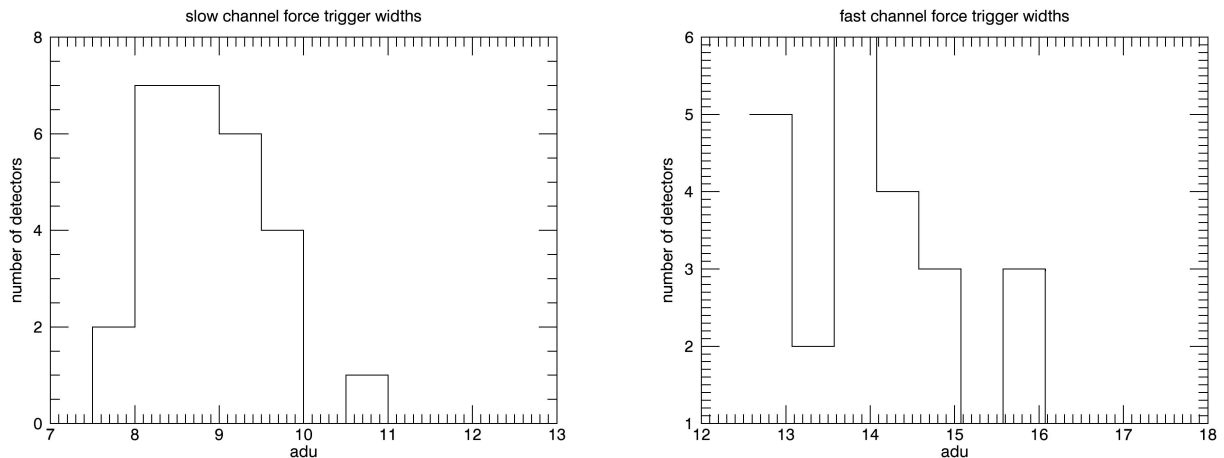 slow channel force trigger widths
number of detectors
8
6
4
2
0
7 8 9 10 11 12 13
adu
fast channel force trigger widths
number of detectors
6
5
4
3
2
1
12 13 14 15 16 17 18
adu